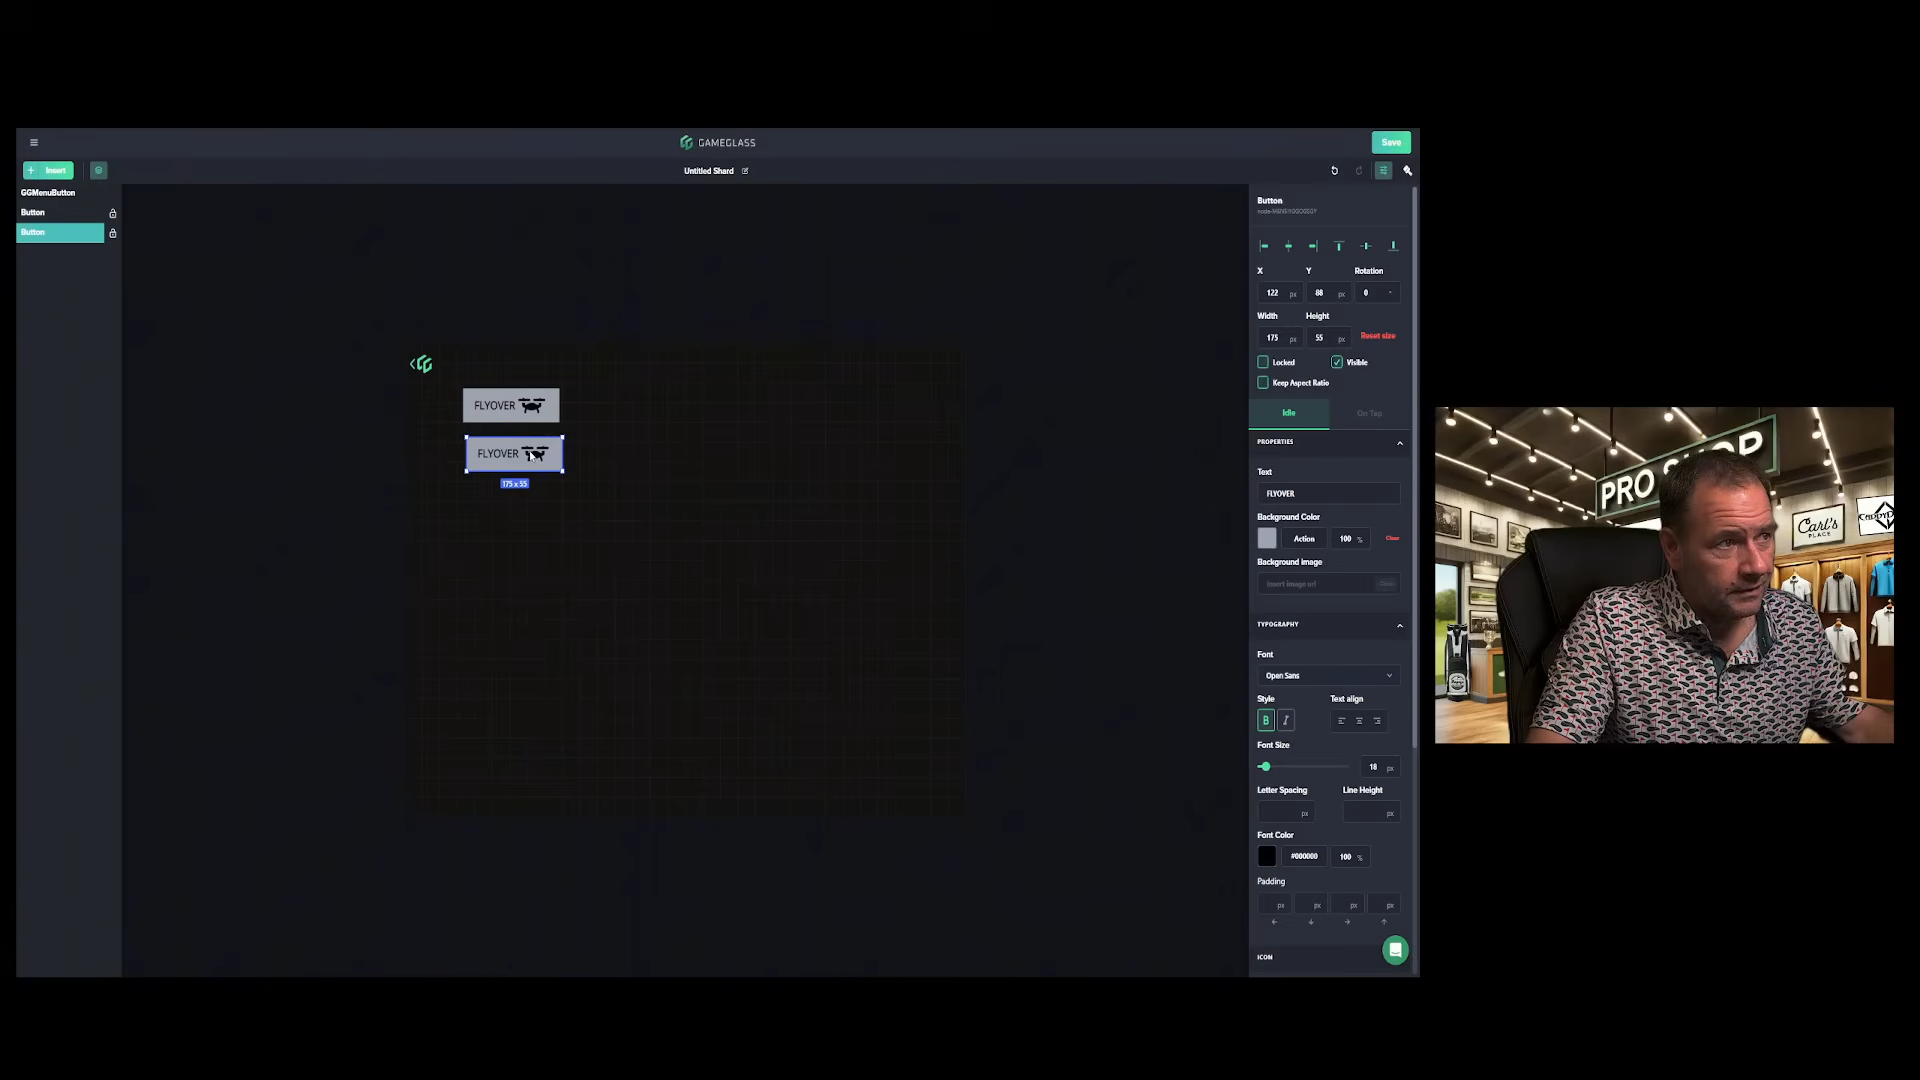 GAMEGLASS
Save
+ Insert
Untitled Shard
GGMenuButton
Button
Button
FLYOVER
FLYOVER
175 x 55
Button
X Y Rotation
122 px 88 px 0
Width Height
175 px 55 px Reset size
Locked Visible
Keep Aspect Ratio
Idle On Tap
PROPERTIES
Text
FLYOVER
Background Color
Action 100 % Clear
Background Image
Insert image url
TYPOGRAPHY
Font
Open Sans
Style Text align
B I
Font Size
18 px
Letter Spacing Line Height
px px
Font Color
#000000 100 %
Padding
px px px px
ICON
PRO SHOP
Carl's
PLACE